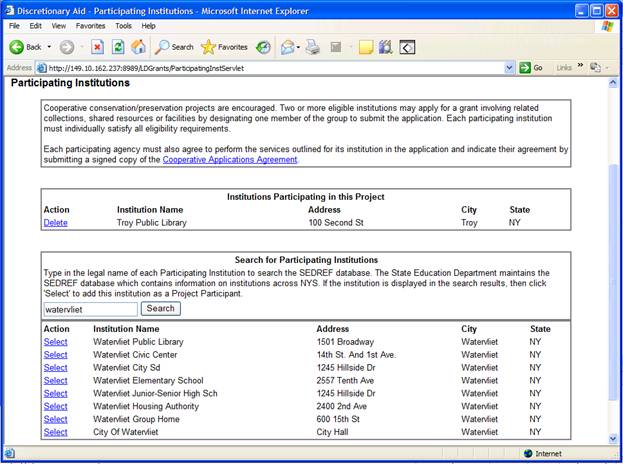 Discretionary Aid - Participating Institutions - Microsoft Internet Explorer
File Edit View Favorites Tools Help
Back Search Favorites
Address http://149.10.162.237:8989/LDGrants/ParticipatingInstServlet Go Links »
Participating Institutions
Cooperative conservation/preservation projects are encouraged. Two or more eligible institutions may apply for a grant involving related
collections, shared resources or facilities by designating one member of the group to submit the application. Each participating institution
must individually satisfy all eligibility requirements.
Each participating agency must also agree to perform the services outlined for its institution in the application and indicate their agreement by
submitting a signed copy of the Cooperative Applications Agreement.
Institutions Participating in this Project
Action Institution Name Address City State
Delete Troy Public Library 100 Second St Troy NY
Search for Participating Institutions
Type in the legal name of each Participating Institution to search the SEDREF database. The State Education Department maintains the
SEDREF database which contains information on institutions across NYS. If the institution is displayed in the search results, then click
'Select' to add this institution as a Project Participant.
watervliet Search
Action Institution Name Address City State
Select Watervliet Public Library 1501 Broadway Watervliet NY
Select Watervliet Civic Center 14th St. And 1st Ave. Watervliet NY
Select Watervliet City Sd 1245 Hillside Dr Watervliet NY
Select Watervliet Elementary School 2557 Tenth Ave Watervliet NY
Select Watervliet Junior-Senior High Sch 1245 Hillside Dr Watervliet NY
Select Watervliet Housing Authority 2400 2nd Ave Watervliet NY
Select Watervliet Group Home 600 15th St Watervliet NY
Select City Of Watervliet City Hall Watervliet NY
Internet